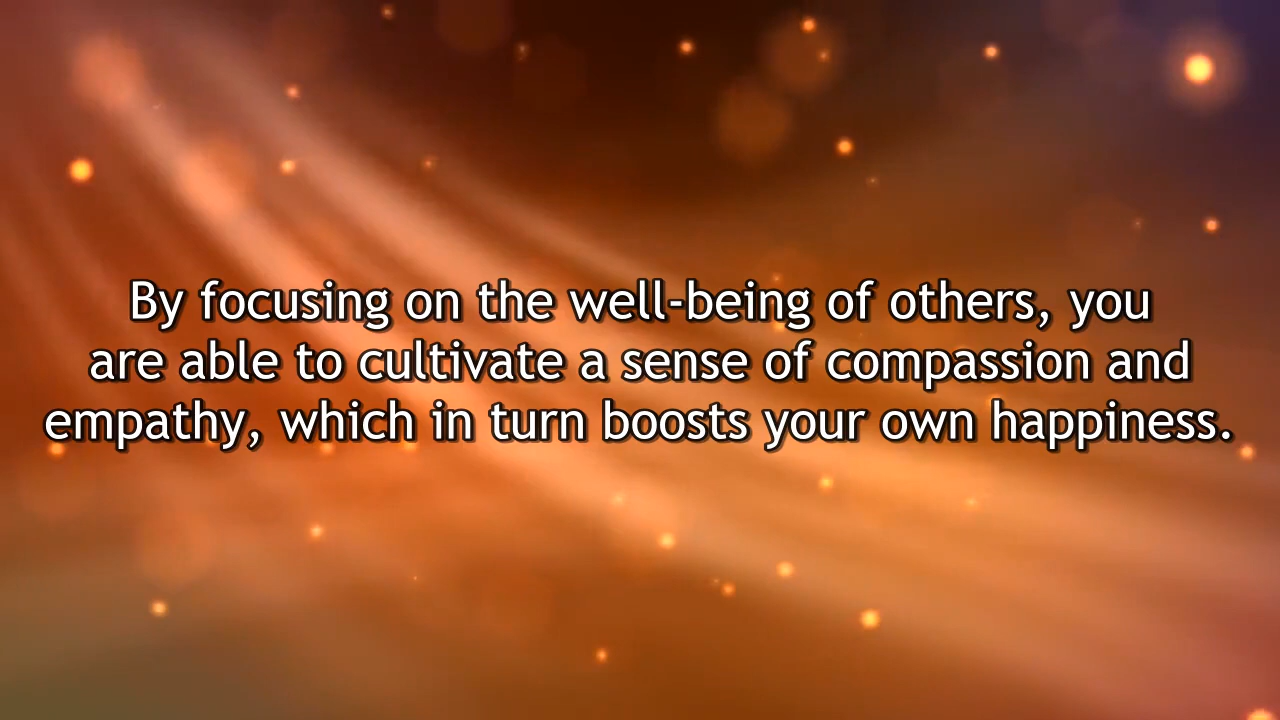 By focusing on the well-being of others, you
are able to cultivate a sense of compassion and
empathy, which in turn boosts your own happiness.